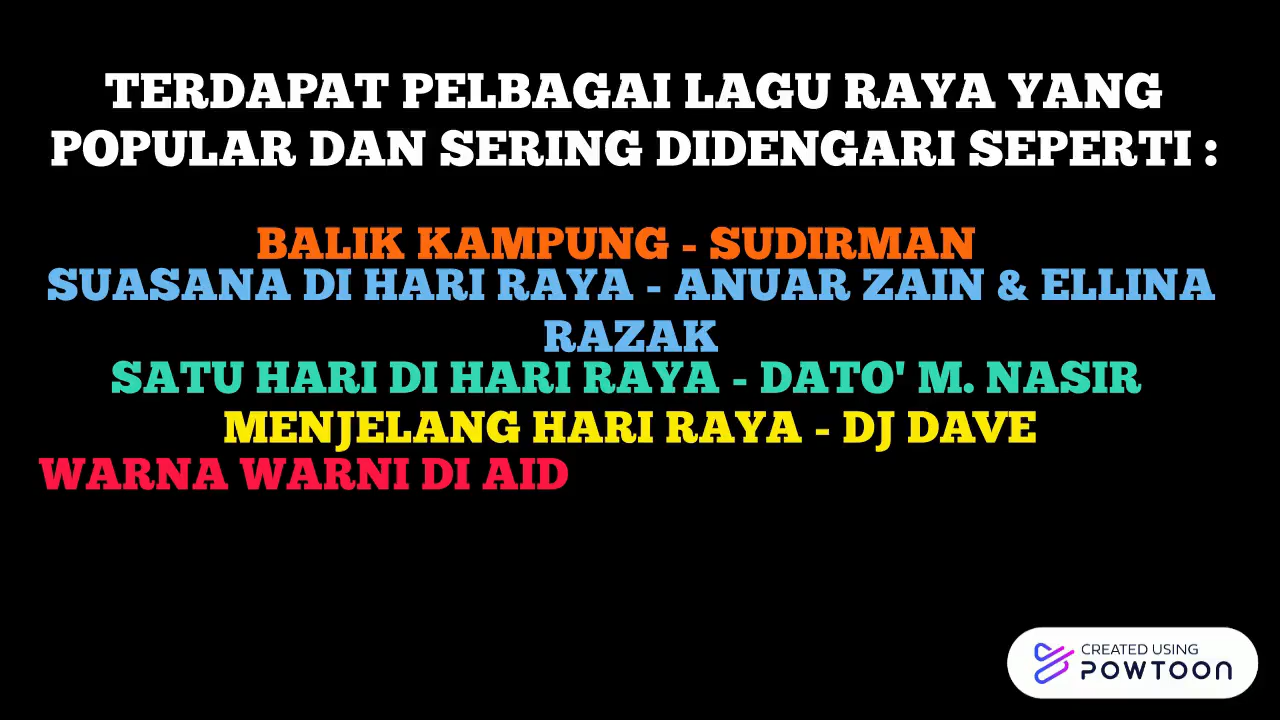 TERDAPAT PELBAGAI LAGU RAYA YANG
POPULAR DAN SERING DIDENGARI SEPERTI :
BALIK KAMPUNG - SUDIRMAN
SUASANA DI HARI RAYA - ANUAR ZAIN & ELLINA
RAZAK
SATU HARI DI HARI RAYA - DATO' M. NASIR
MENJELANG HARI RAYA - DJ DAVE
WARNA WARNI DI AID
CREATED USING
POWTOON